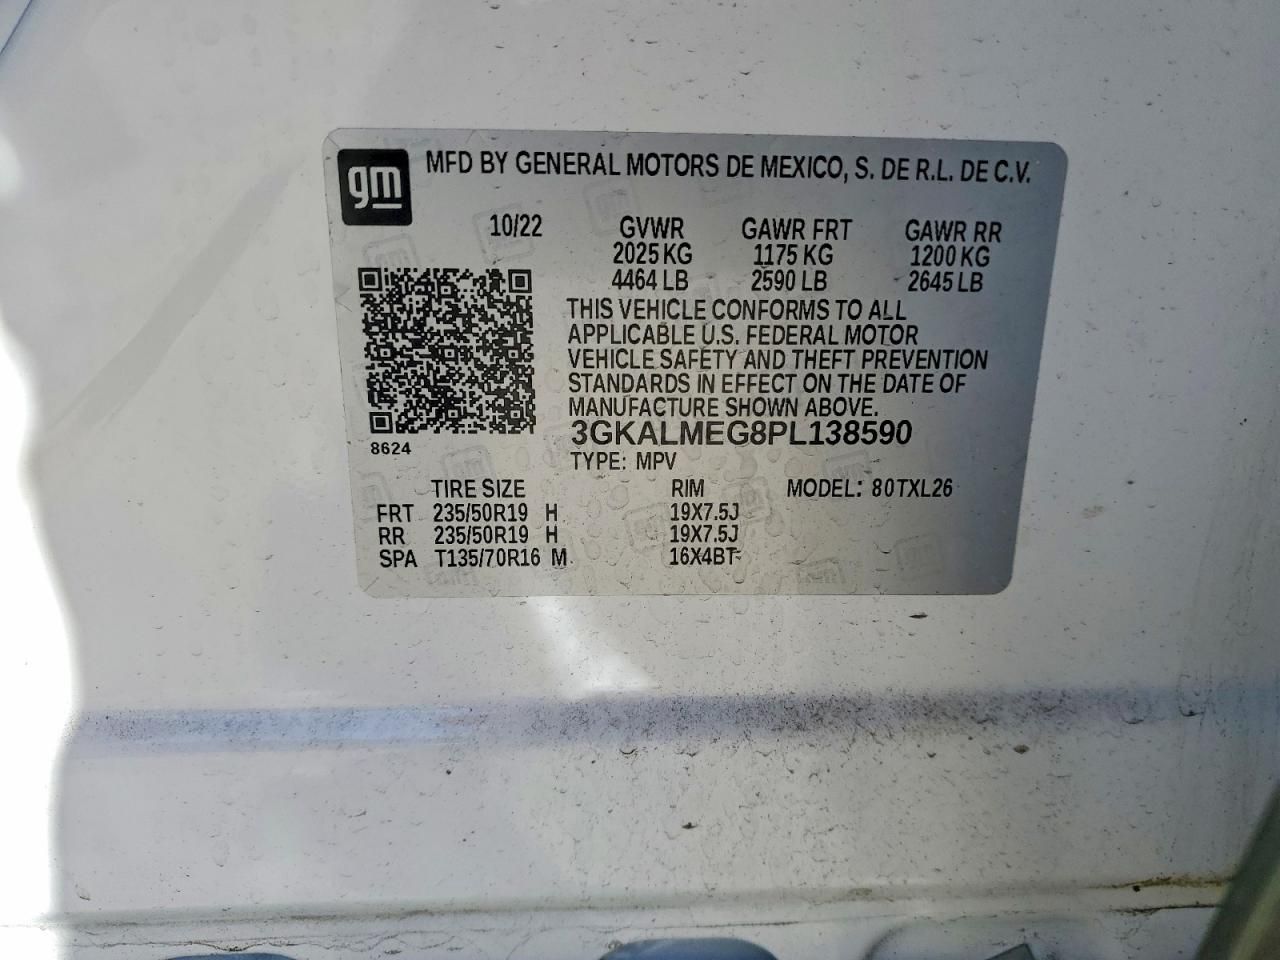 gm
MFD BY GENERAL MOTORS DE MEXICO, S. DE R.L. DE C.V.
10/22 GVWR GAWR FRT GAWR RR
2025 KG 1175 KG 1200 KG
4464 LB 2590 LB 2645 LB
THIS VEHICLE CONFORMS TO ALL
APPLICABLE U.S. FEDERAL MOTOR
VEHICLE SAFETY AND THEFT PREVENTION
STANDARDS IN EFFECT ON THE DATE OF
MANUFACTURE SHOWN ABOVE.
8624
3GKALMEG8PL138590
TYPE: MPV
TIRE SIZE RIM MODEL: 80TXL26
FRT 235/50R19 H 19X7.5J
RR 235/50R19 H 19X7.5J
SPA T135/70R16 M 16X4BT